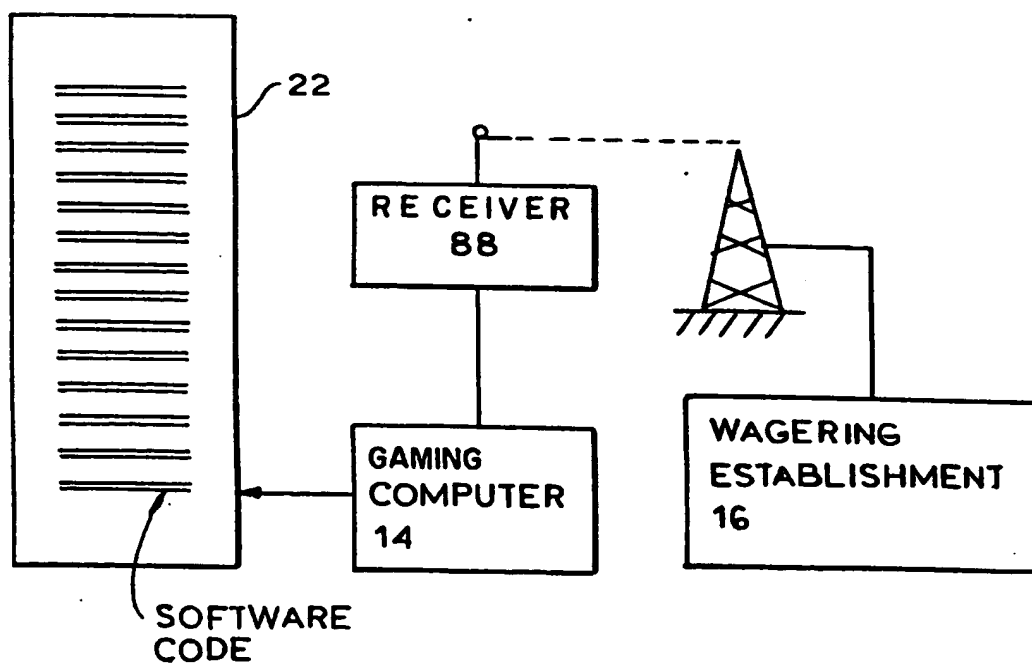 22
RECEIVER
88
GAMING
COMPUTER
14
WAGERING
ESTABLISHMENT
16
SOFTWARE
CODE